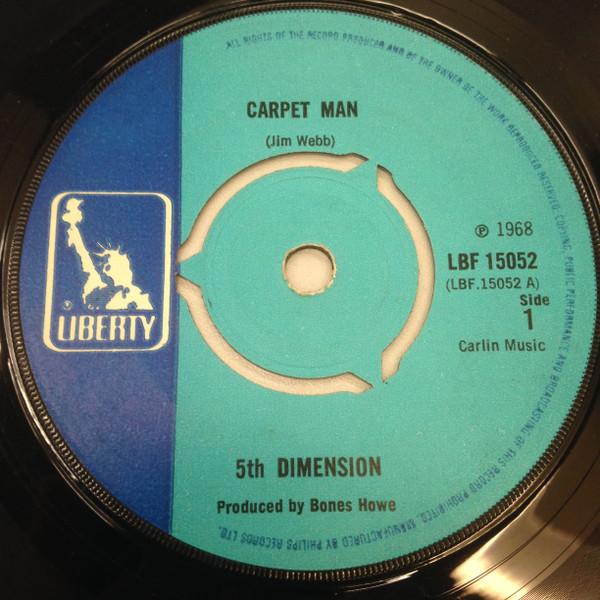 ALL RIGHTS OF THE RECORD PRODUCER AND OF THE OWNER OF THE WORK REPRODUCED RESERVED. COPYING, PUBLIC PERFORMANCE AND BROADCASTING OF THIS RECORD PROHIBITED. MANUFACTURED BY PHILIPS RECORDS LTD.
CARPET MAN
(Jim Webb)
℗ 1968
LBF 15052
(LBF.15052 A)
Side
1
Carlin Music
®
LIBERTY
5th DIMENSION
Produced by Bones Howe